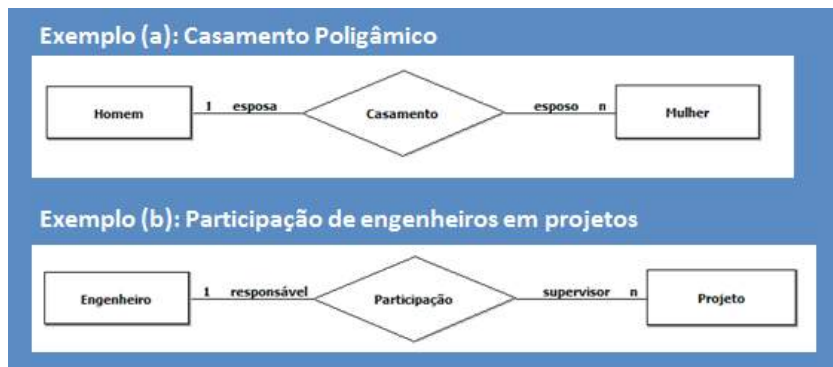 Exemplo (a): Casamento Poligâmico
Homem 1 esposa Casamento esposo n Mulher
Exemplo (b): Participação de engenheiros em projetos
Engenheiro 1 responsável Participação supervisor n Projeto